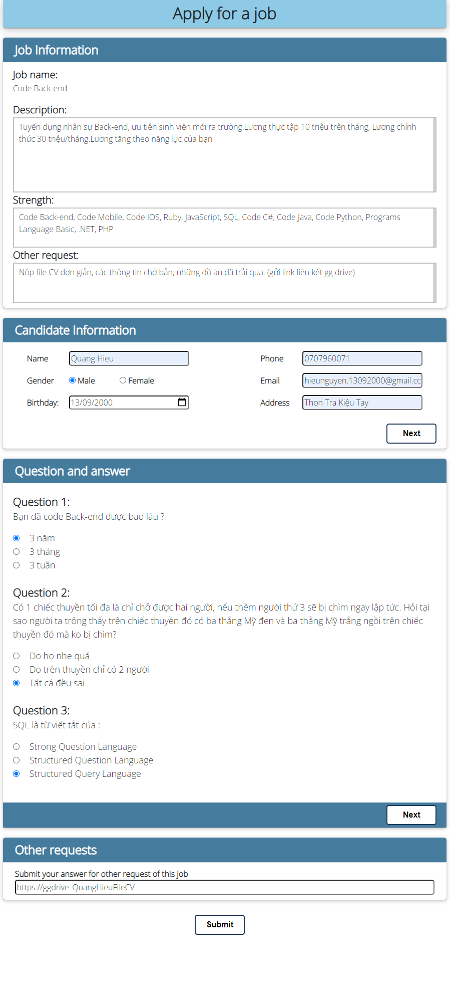 Apply for a job
Job Information
Job name:
Code Back-end
Description:
Tuyển dụng nhân sự Back-end, ưu tiên sinh viên mới ra trường.Lương thực tập 10 triệu trên tháng, Lương chính
thức 30 triệu/tháng.Lương tăng theo năng lực của bạn
Strength:
Code Back-end, Code Mobile, Code IOS, Ruby, JavaScript, SQL, Code C#, Code Java, Code Python, Programs
Language Basic, .NET, PHP
Other request:
Nộp file CV đơn giản, các thông tin chớ bản, những đồ án đã trải qua. (gửi link liên kết gg drive)
Candidate Information
Name Quang Hieu Phone 0707960071
Gender Male Female Email hieunguyen.13092000@gmail.cc
Birthday: 13/09/2000 Address Thon Tra Kiệu Tay
Next
Question and answer
Question 1:
Bạn đã code Back-end được bao lâu ?
3 năm
3 tháng
3 tuần
Question 2:
Có 1 chiếc thuyền tối đa là chỉ chở được hai người, nếu thêm người thứ 3 sẽ bị chìm ngay lập tức. Hỏi tại
sao người ta trông thấy trên chiếc thuyền đó có ba thằng Mỹ đen và ba thằng Mỹ trắng ngồi trên chiếc
thuyền đó mà ko bị chìm?
Do họ nhẹ quá
Do trên thuyền chỉ có 2 người
Tất cả đều sai
Question 3:
SQL là từ viết tắt của :
Strong Question Language
Structured Question Language
Structured Query Language
Next
Other requests
Submit your answer for other request of this job
https://ggdrive_QuangHieuFileCV
Submit